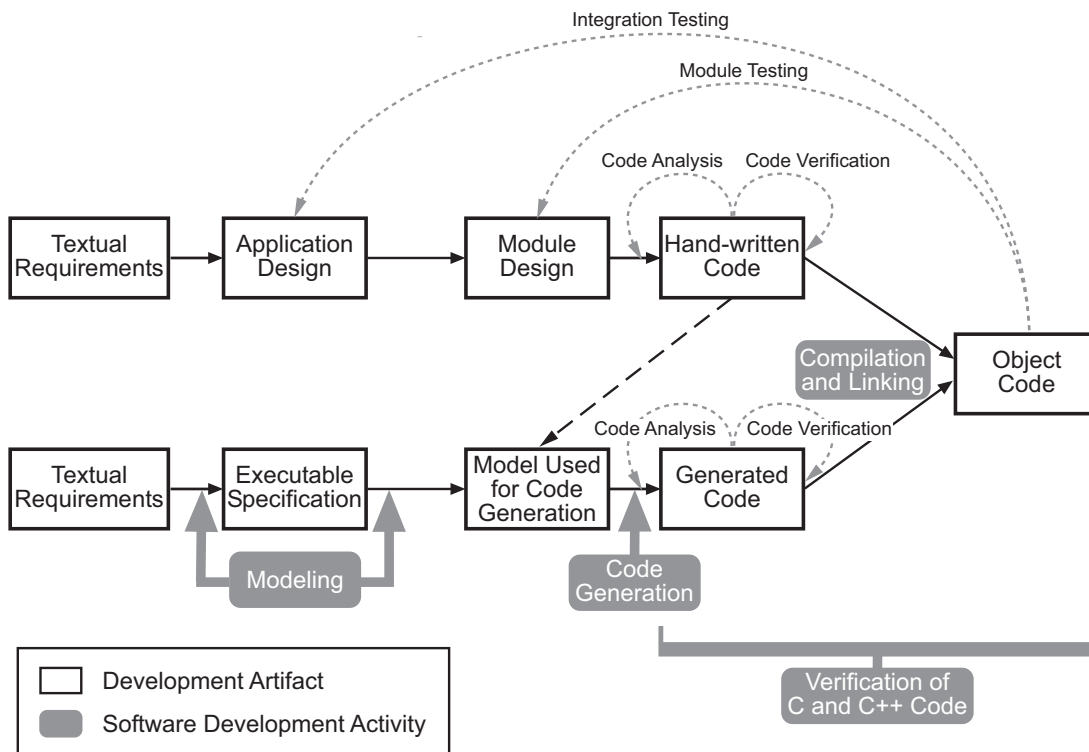 Integration Testing
Module Testing
Code Analysis
Code Verification
Textual
Requirements
Application
Design
Module
Design
Hand-written
Code
Compilation
and Linking
Object
Code
Code Analysis
Code Verification
Textual
Requirements
Executable
Specification
Model Used
for Code
Generation
Generated
Code
Modeling
Code
Generation
Development Artifact
Software Development Activity
Verification of
C and C++ Code